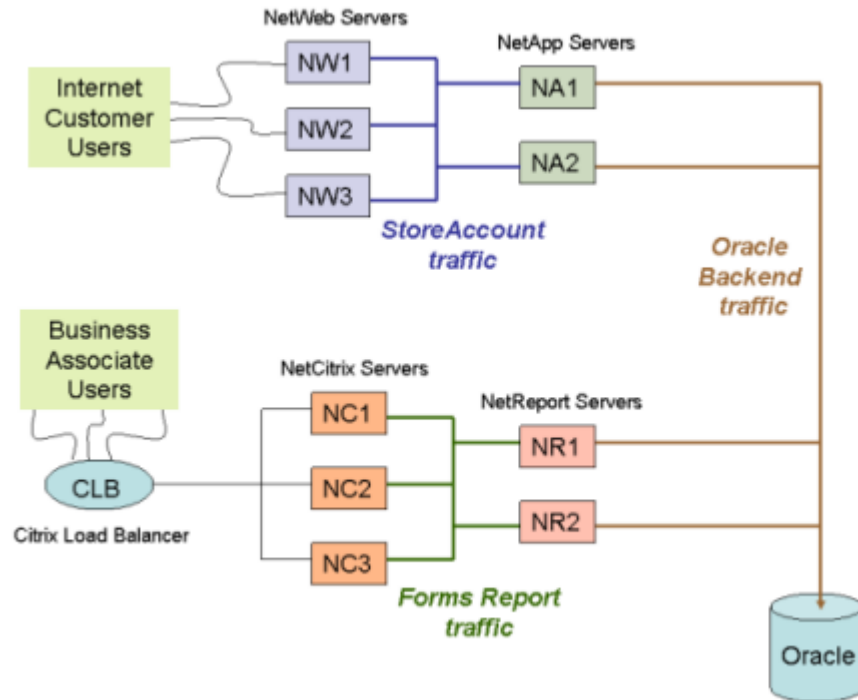 NetWeb Servers
NetApp Servers
Internet
Customer
Users
NW1
NW2
NW3
NA1
NA2
StoreAccount
traffic
Oracle
Backend
traffic
Business
Associate
Users
NetCitrix Servers
NetReport Servers
NC1
NC2
NC3
NR1
NR2
CLB
Citrix Load Balancer
Forms Report
traffic
Oracle